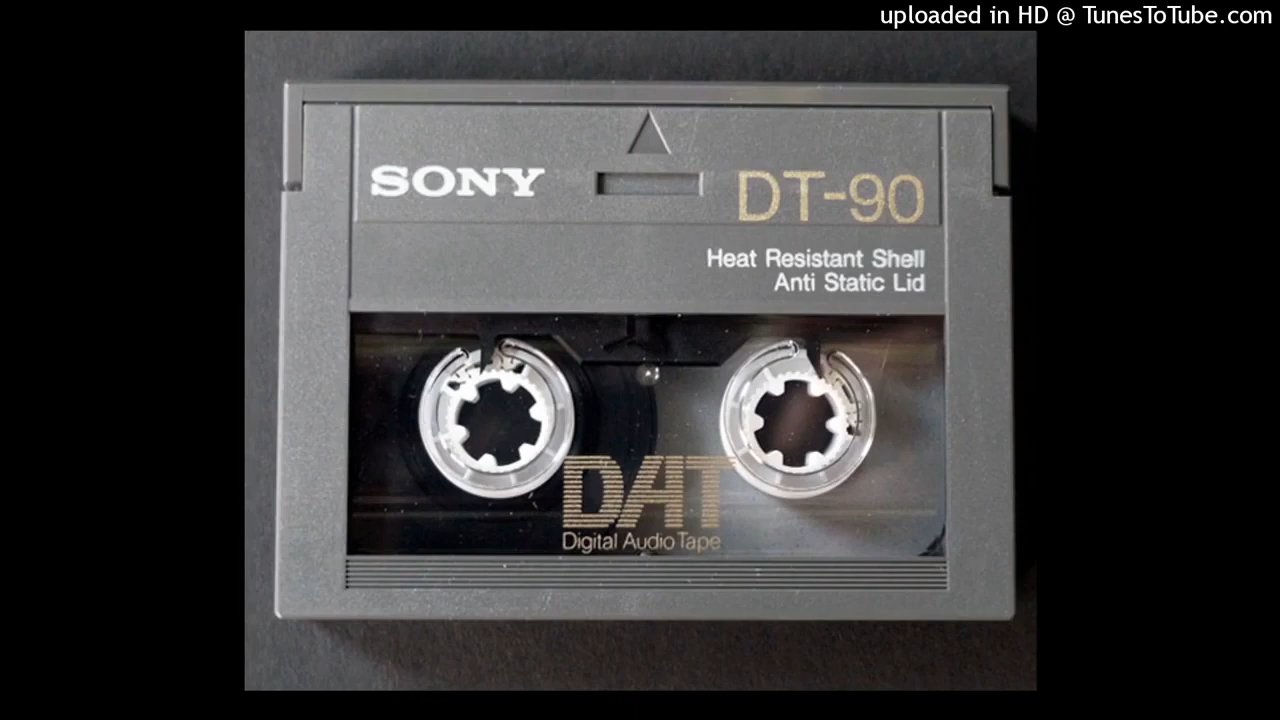 uploaded in HD @ TunesToTube.com
SONY
DT-90
Heat Resistant Shell
Anti Static Lid
DAT
Digital Audio Tape